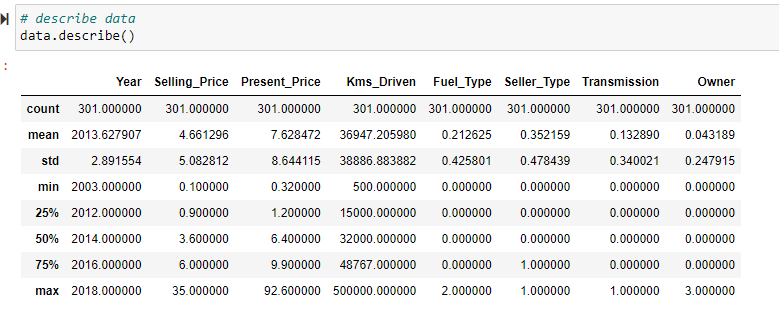 # describe data
data.describe()
:
Year Selling_Price Present_Price Kms_Driven Fuel_Type Seller_Type Transmission Owner
count 301.000000 301.000000 301.000000 301.000000 301.000000 301.000000 301.000000 301.000000
mean 2013.627907 4.661296 7.628472 36947.205980 0.212625 0.352159 0.132890 0.043189
std 2.891554 5.082812 8.644115 38886.883882 0.425801 0.478439 0.340021 0.247915
min 2003.000000 0.100000 0.320000 500.000000 0.000000 0.000000 0.000000 0.000000
25% 2012.000000 0.900000 1.200000 15000.000000 0.000000 0.000000 0.000000 0.000000
50% 2014.000000 3.600000 6.400000 32000.000000 0.000000 0.000000 0.000000 0.000000
75% 2016.000000 6.000000 9.900000 48767.000000 0.000000 1.000000 0.000000 0.000000
max 2018.000000 35.000000 92.600000 500000.000000 2.000000 1.000000 1.000000 3.000000